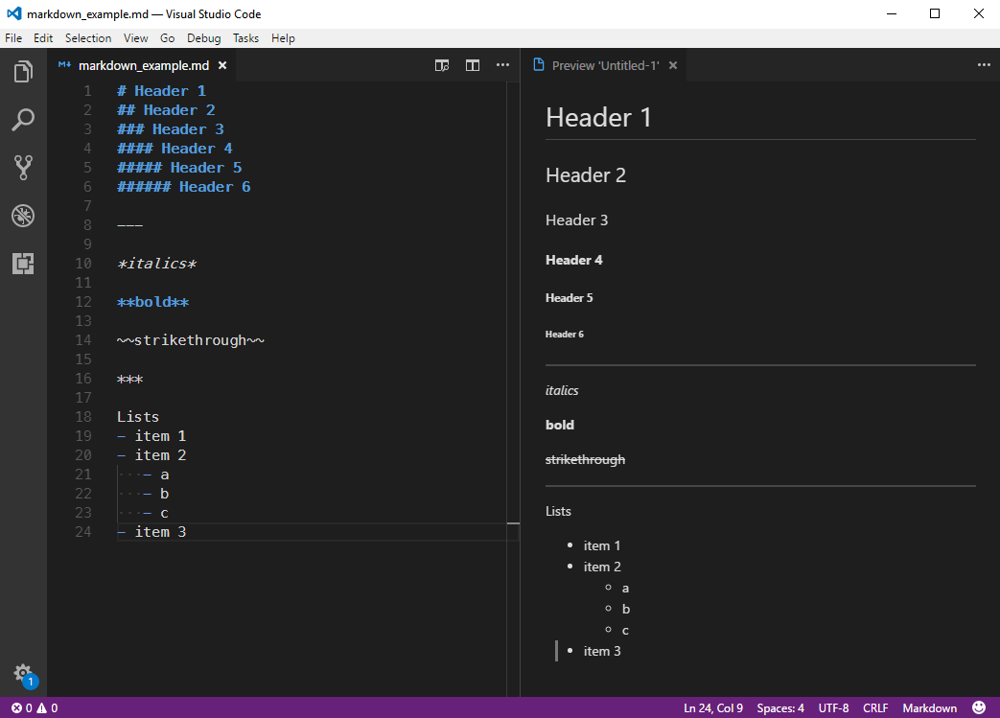 markdown_example.md — Visual Studio Code
File Edit Selection View Go Debug Tasks Help
M↓ markdown_example.md ×
1 # Header 1
2 ## Header 2
3 ### Header 3
4 #### Header 4
5 ##### Header 5
6 ###### Header 6
7
8 ---
9
10 *italics*
11
12 **bold**
13
14 ~~strikethrough~~
15
16 ***
17
18 Lists
19 - item 1
20 - item 2
21 ···- a
22 ···- b
23 ···- c
24 - item 3
Preview 'Untitled-1' ×
Header 1
Header 2
Header 3
Header 4
Header 5
Header 6
italics
bold
strikethrough
Lists
• item 1
• item 2
○ a
○ b
○ c
• item 3
1
0 0 Ln 24, Col 9 Spaces: 4 UTF-8 CRLF Markdown